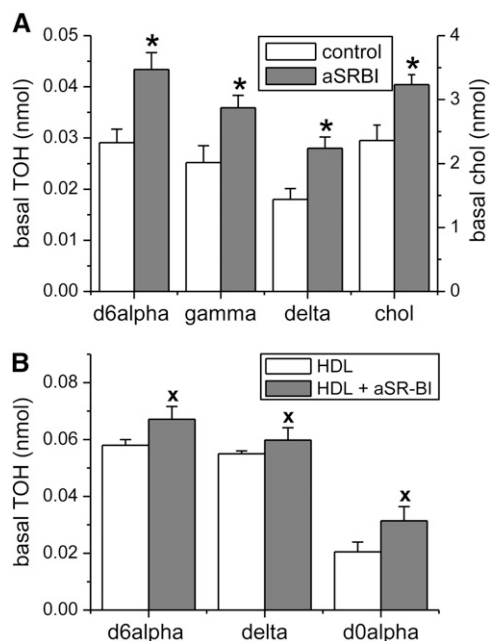 A
0.05
0.04
0.03
0.02
0.01
0.00
basal TOH (nmol)
control
aSRBI
*
*
*
*
4
3
2
1
0
basal chol (nmol)
d6alpha gamma delta chol
B
0.08
0.06
0.04
0.02
0.00
basal TOH (nmol)
HDL
HDL + aSR-BI
x
x
x
d6alpha delta d0alpha